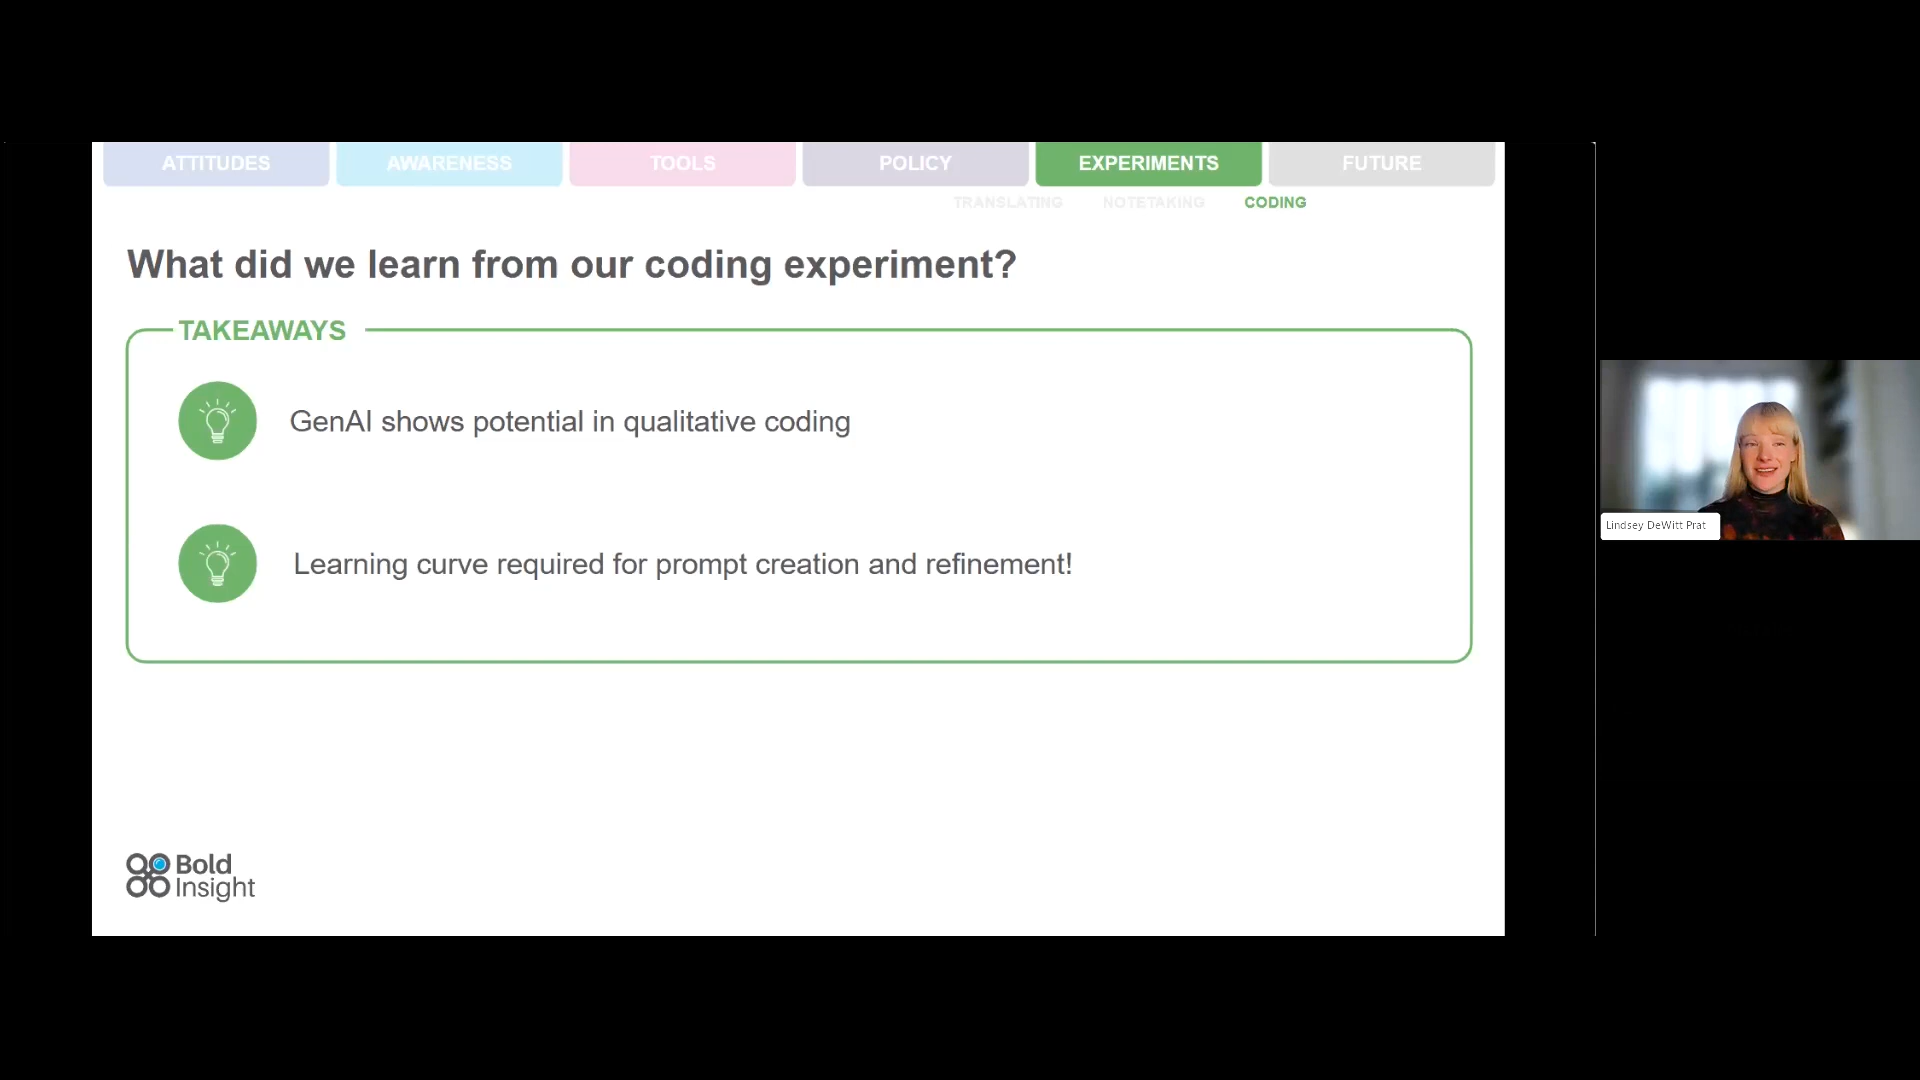 ATTITUDES
AWARENESS
TOOLS
POLICY
EXPERIMENTS
FUTURE
TRANSLATING
NOTETAKING
CODING
What did we learn from our coding experiment?
TAKEAWAYS
GenAI shows potential in qualitative coding
Learning curve required for prompt creation and refinement!
Bold
Insight
Lindsey DeWitt Prat